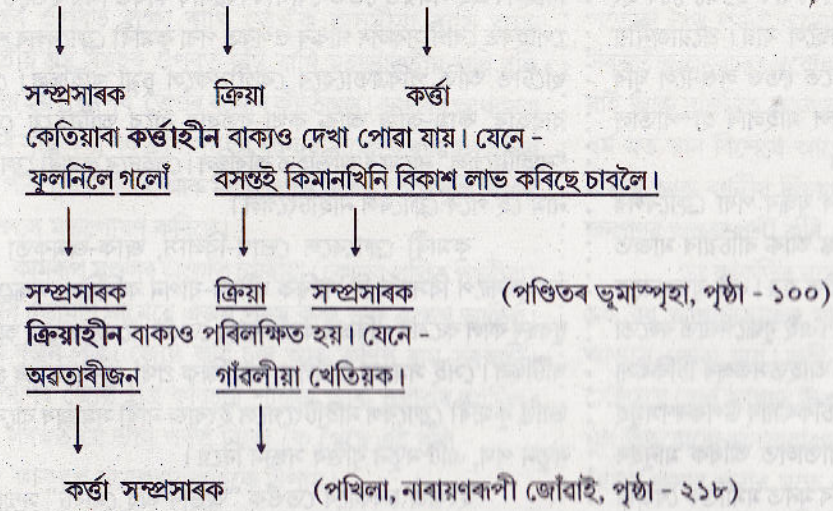 সম্প্ৰসাৰক ক্ৰিয়া কৰ্ত্তা
কেতিয়াবা কৰ্ত্তাহীন বাক্যও দেখা পোৱা যায়। যেনে -
ফুলনিলৈ গলোঁ বসন্তই কিমানখিনি বিকাশ লাভ কৰিছে চাবলৈ।
সম্প্ৰসাৰক ক্ৰিয়া সম্প্ৰসাৰক (পণ্ডিতৰ ভূমাস্পৃহা, পৃষ্ঠা - ১০০)
ক্ৰিয়াহীন বাক্যও পৰিলক্ষিত হয়। যেনে -
অৱতাৰীজন গাঁৱলীয়া খেতিয়ক।
কৰ্ত্তা সম্প্ৰসাৰক (পখিলা, নাৰায়ণৰূপী জোঁৱাই, পৃষ্ঠা - ২১৮)